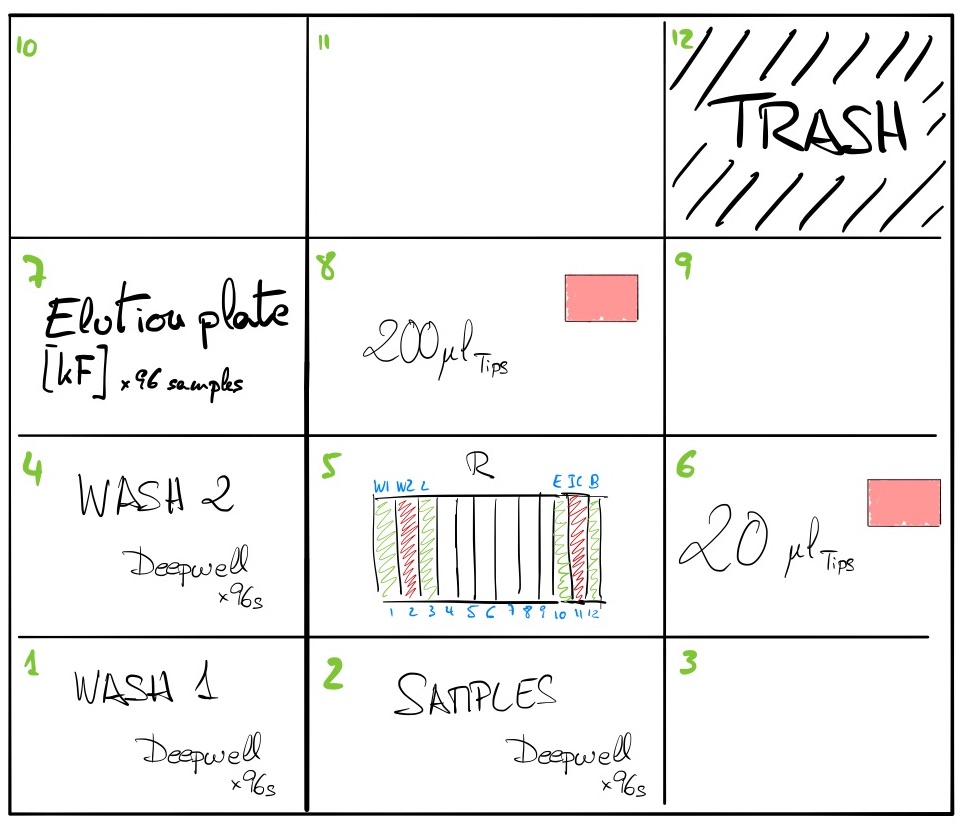 10
11
12
TRASH
7
Elution plate
[kF] x96 samples
8
200 µl Tips
9
4
WASH 2
Deepwell
x96s
5
R
W1 W2 L E IC B
1 2 3 4 5 6 7 8 9 10 11 12
6
20 µl Tips
1
WASH 1
Deepwell
x96s
2
SAMPLES
Deepwell
x96s
3